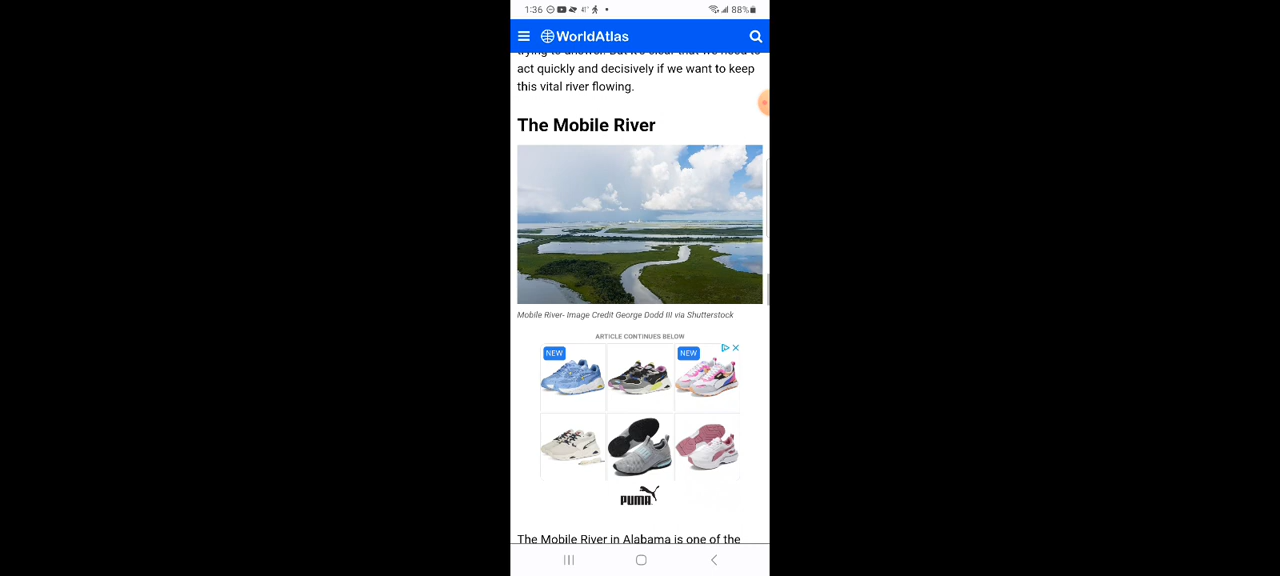 1:36 41° 88%
WorldAtlas
act quickly and decisively if we want to keep
this vital river flowing.
The Mobile River
Mobile River- Image Credit George Dodd III via Shutterstock
ARTICLE CONTINUES BELOW
NEW NEW
PUMA
The Mobile River in Alabama is one of the